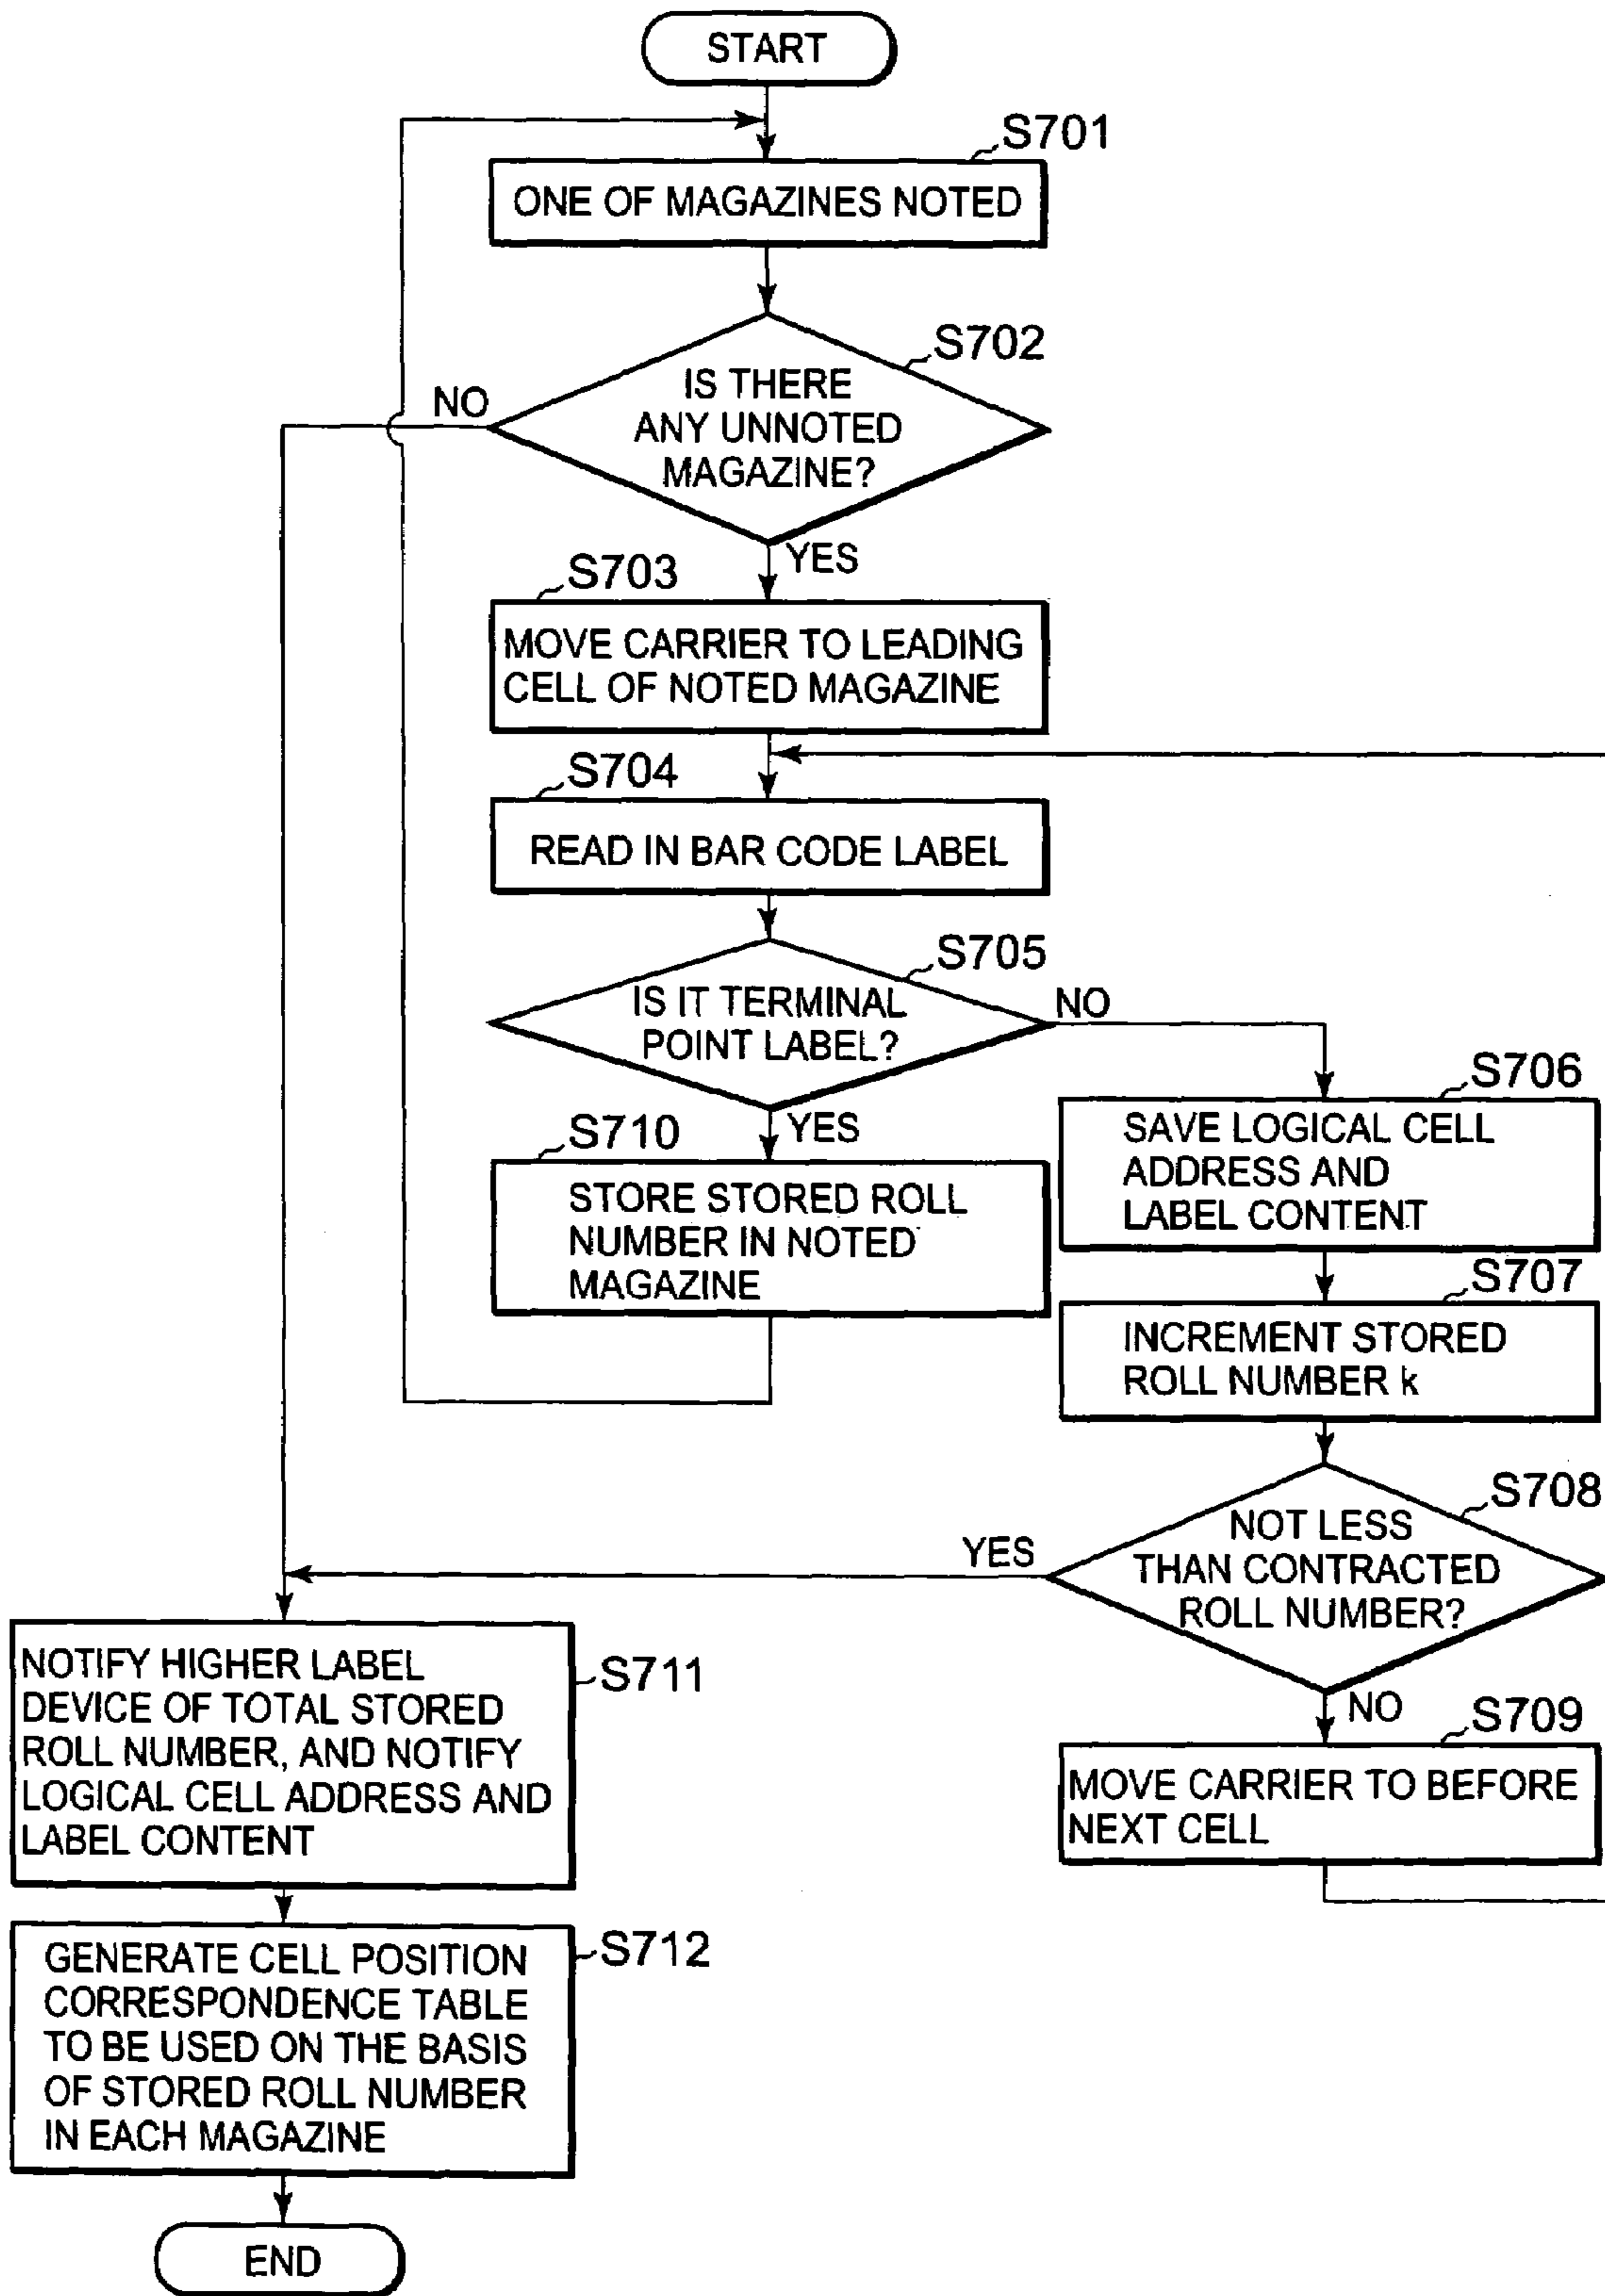 START
S701
ONE OF MAGAZINES NOTED
S702
IS THERE
ANY UNNOTED
MAGAZINE?
NO
YES
S703
MOVE CARRIER TO LEADING
CELL OF NOTED MAGAZINE
S704
READ IN BAR CODE LABEL
S705
IS IT TERMINAL
POINT LABEL?
NO
YES
S706
SAVE LOGICAL CELL
ADDRESS AND
LABEL CONTENT
S710
STORE STORED ROLL
NUMBER IN NOTED
MAGAZINE
S707
INCREMENT STORED
ROLL NUMBER k
S708
NOT LESS
THAN CONTRACTED
ROLL NUMBER?
YES
NO
S709
MOVE CARRIER TO BEFORE
NEXT CELL
S711
NOTIFY HIGHER LABEL
DEVICE OF TOTAL STORED
ROLL NUMBER, AND NOTIFY
LOGICAL CELL ADDRESS AND
LABEL CONTENT
S712
GENERATE CELL POSITION
CORRESPONDENCE TABLE
TO BE USED ON THE BASIS
OF STORED ROLL NUMBER
IN EACH MAGAZINE
END